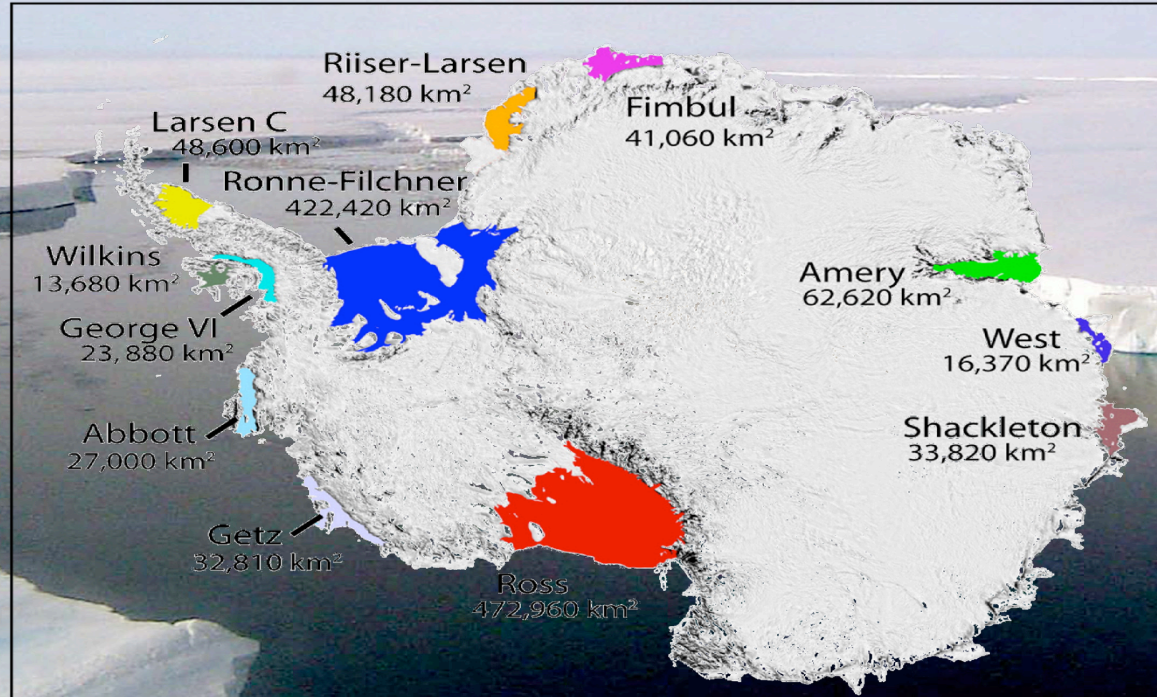 Riiser-Larsen
48,180 km²
Fimbul
41,060 km²
Larsen C
48,600 km²
Ronne-Filchner
422,420 km²
Wilkins
13,680 km²
George VI
23, 880 km²
Amery
62,620 km²
West
16,370 km²
Abbott
27,000 km²
Shackleton
33,820 km²
Getz
32,810 km²
Ross
472,960 km²